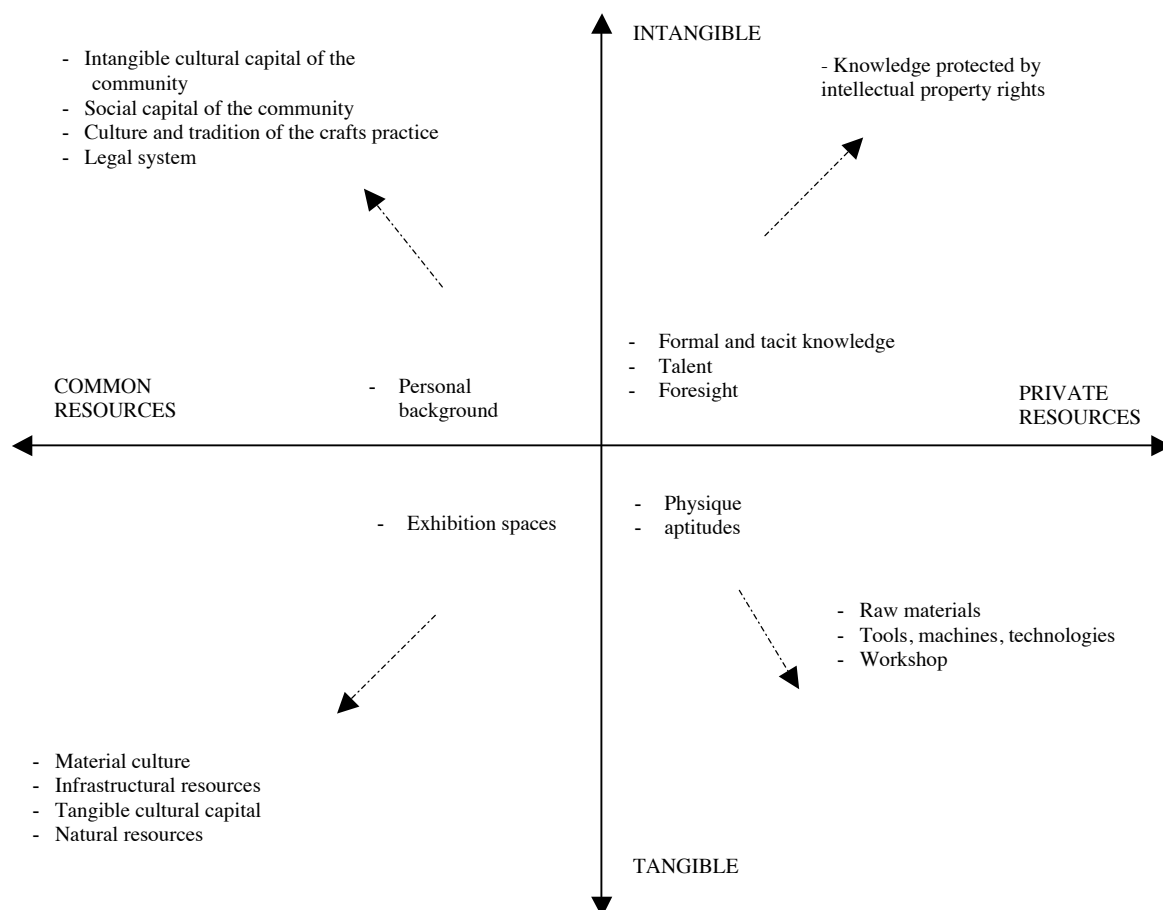 INTANGIBLE
- Intangible cultural capital of the
community
- Social capital of the community
- Culture and tradition of the crafts practice
- Legal system
- Knowledge protected by
intellectual property rights
- Formal and tacit knowledge
- Talent
- Foresight
COMMON
RESOURCES
- Personal
background
PRIVATE
RESOURCES
- Exhibition spaces
- Physique
- aptitudes
- Raw materials
- Tools, machines, technologies
- Workshop
- Material culture
- Infrastructural resources
- Tangible cultural capital
- Natural resources
TANGIBLE